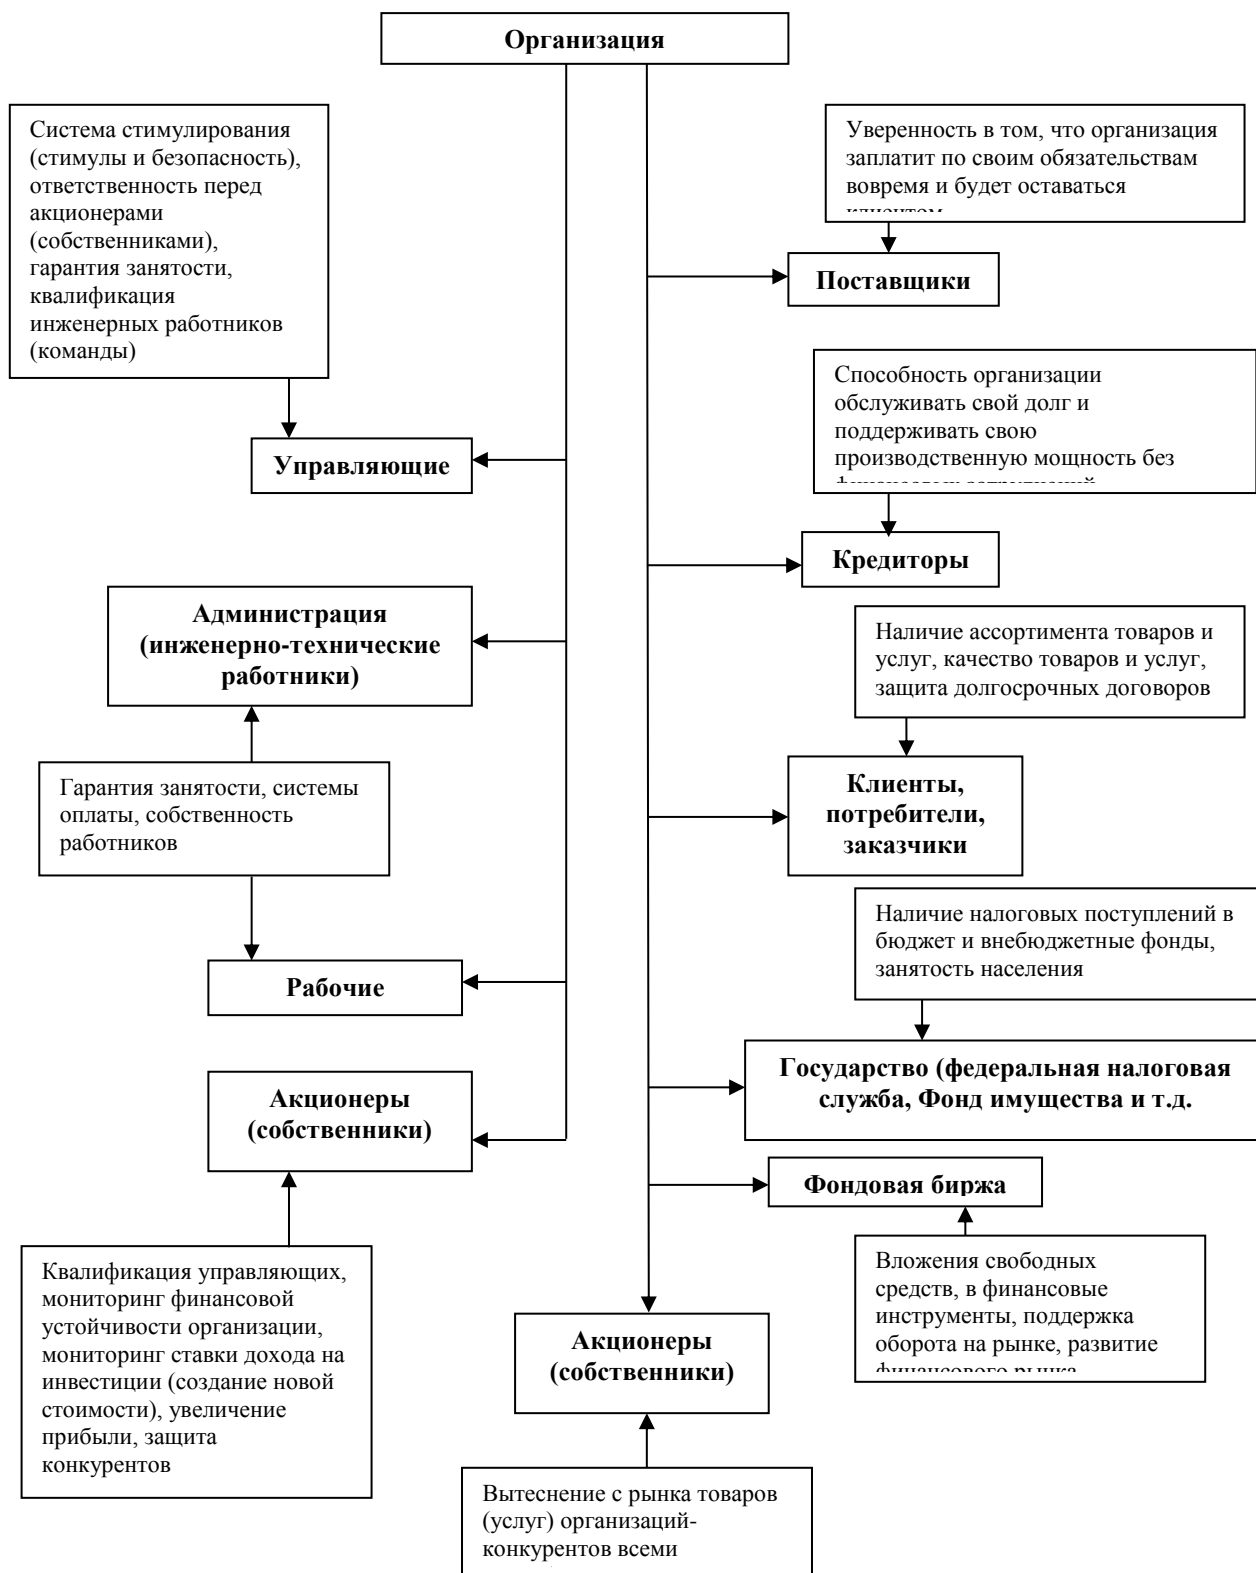 Организация
Система стимулирования
(стимулы и безопасность),
ответственность перед
акционерами
(собственниками),
гарантия занятости,
квалификация
инженерных работников
(команды)
Уверенность в том, что организация
заплатит по своим обязательствам
вовремя и будет оставаться
клиентом
Поставщики
Способность организации
обслуживать свой долг и
поддерживать свою
производственную мощность без
финансовых затруднений
Управляющие
Кредиторы
Администрация
(инженерно-технические
работники)
Наличие ассортимента товаров и
услуг, качество товаров и услуг,
защита долгосрочных договоров
Гарантия занятости, системы
оплаты, собственность
работников
Клиенты,
потребители,
заказчики
Наличие налоговых поступлений в
бюджет и внебюджетные фонды,
занятость населения
Рабочие
Государство (федеральная налоговая
служба, Фонд имущества и т.д.
Акционеры
(собственники)
Фондовая биржа
Квалификация управляющих,
мониторинг финансовой
устойчивости организации,
мониторинг ставки дохода на
инвестиции (создание новой
стоимости), увеличение
прибыли, защита
конкурентов
Вложения свободных
средств, в финансовые
инструменты, поддержка
оборота на рынке, развитие
финансового рынка
Акционеры
(собственники)
Вытеснение с рынка товаров
(услуг) организаций-
конкурентов всеми